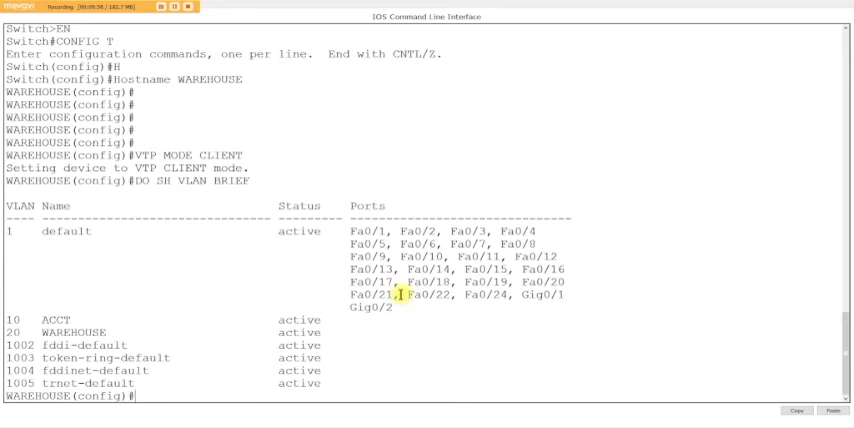 movavi Recording [00:09:56 / 182.7 MB]
IOS Command Line Interface
Switch>EN
Switch#CONFIG T
Enter configuration commands, one per line.  End with CNTL/Z.
Switch(config)#H
Switch(config)#Hostname WAREHOUSE
WAREHOUSE(config)#
WAREHOUSE(config)#
WAREHOUSE(config)#
WAREHOUSE(config)#
WAREHOUSE(config)#
WAREHOUSE(config)#VTP MODE CLIENT
Setting device to VTP CLIENT mode.
WAREHOUSE(config)#DO SH VLAN BRIEF
VLAN Name                             Status    Ports
---- -------------------------------- --------- -------------------------------
1    default                          active    Fa0/1, Fa0/2, Fa0/3, Fa0/4
                                                Fa0/5, Fa0/6, Fa0/7, Fa0/8
                                                Fa0/9, Fa0/10, Fa0/11, Fa0/12
                                                Fa0/13, Fa0/14, Fa0/15, Fa0/16
                                                Fa0/17, Fa0/18, Fa0/19, Fa0/20
                                                Fa0/21, Fa0/22, Fa0/24, Gig0/1
                                                Gig0/2
10   ACCT                             active
20   WAREHOUSE                        active
1002 fddi-default                     active
1003 token-ring-default               active
1004 fddinet-default                  active
1005 trnet-default                    active
WAREHOUSE(config)#
Copy Paste